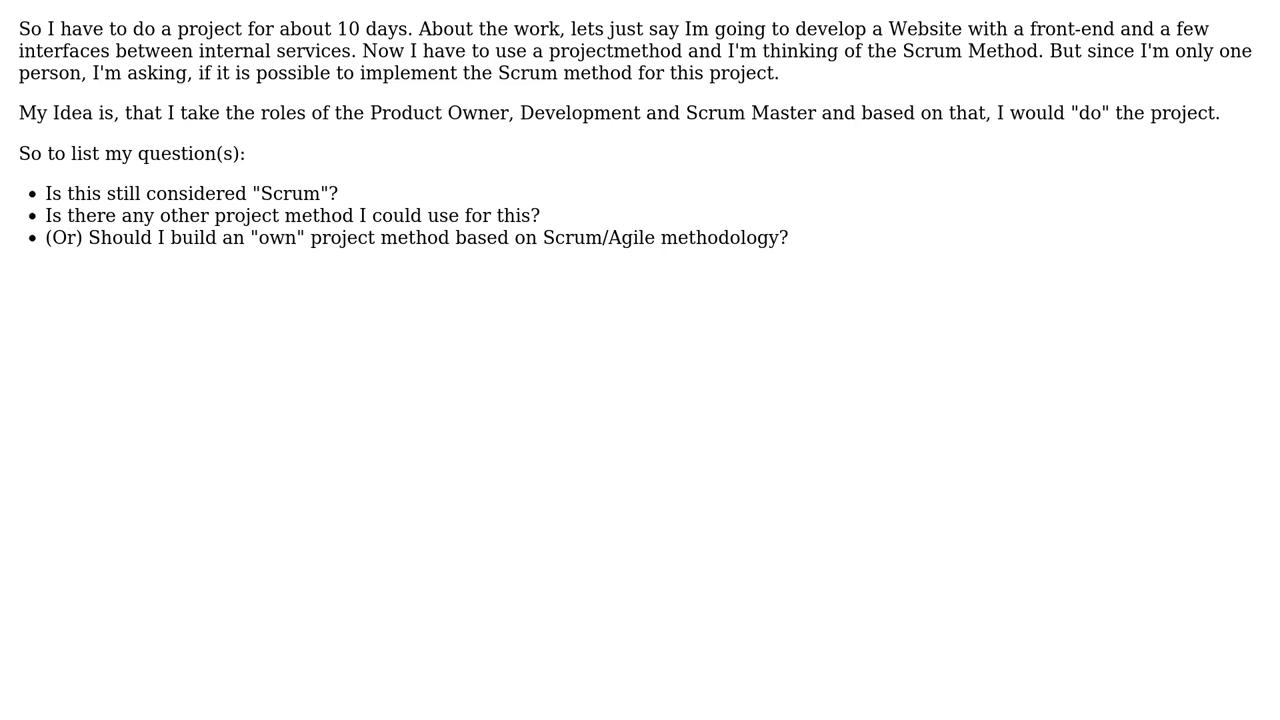 So I have to do a project for about 10 days. About the work, lets just say Im going to develop a Website with a front-end and a few
interfaces between internal services. Now I have to use a projectmethod and I'm thinking of the Scrum Method. But since I'm only one
person, I'm asking, if it is possible to implement the Scrum method for this project.
My Idea is, that I take the roles of the Product Owner, Development and Scrum Master and based on that, I would "do" the project.
So to list my question(s):
• Is this still considered "Scrum"?
• Is there any other project method I could use for this?
• (Or) Should I build an "own" project method based on Scrum/Agile methodology?